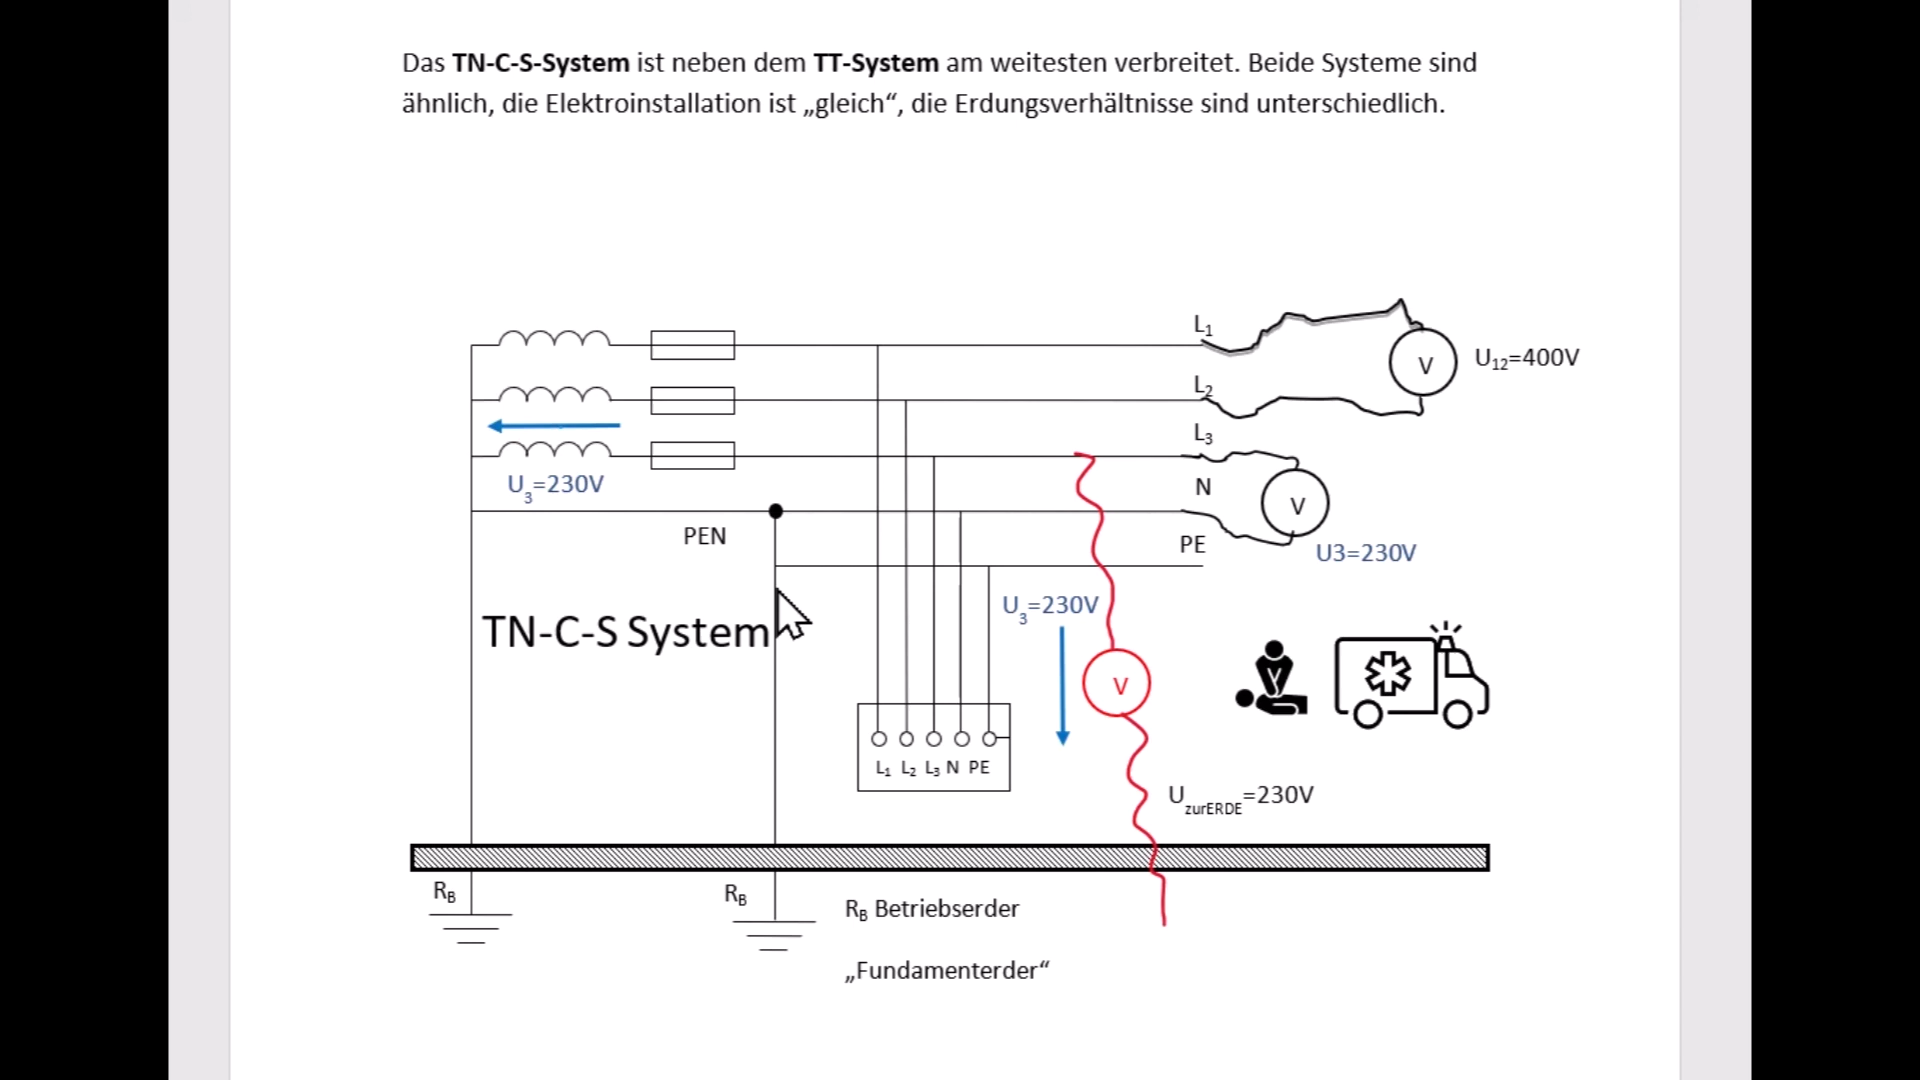 Das TN-C-S-System ist neben dem TT-System am weitesten verbreitet. Beide Systeme sind
ähnlich, die Elektroinstallation ist „gleich“, die Erdungsverhältnisse sind unterschiedlich.
L1
V
U12=400V
L2
L3
U3=230V
N
V
PEN
PE
U3=230V
U3=230V
TN-C-S System
V
L1 L2 L3 N PE
UzurERDE=230V
RB
RB
RB Betriebserder
„Fundamenterder“